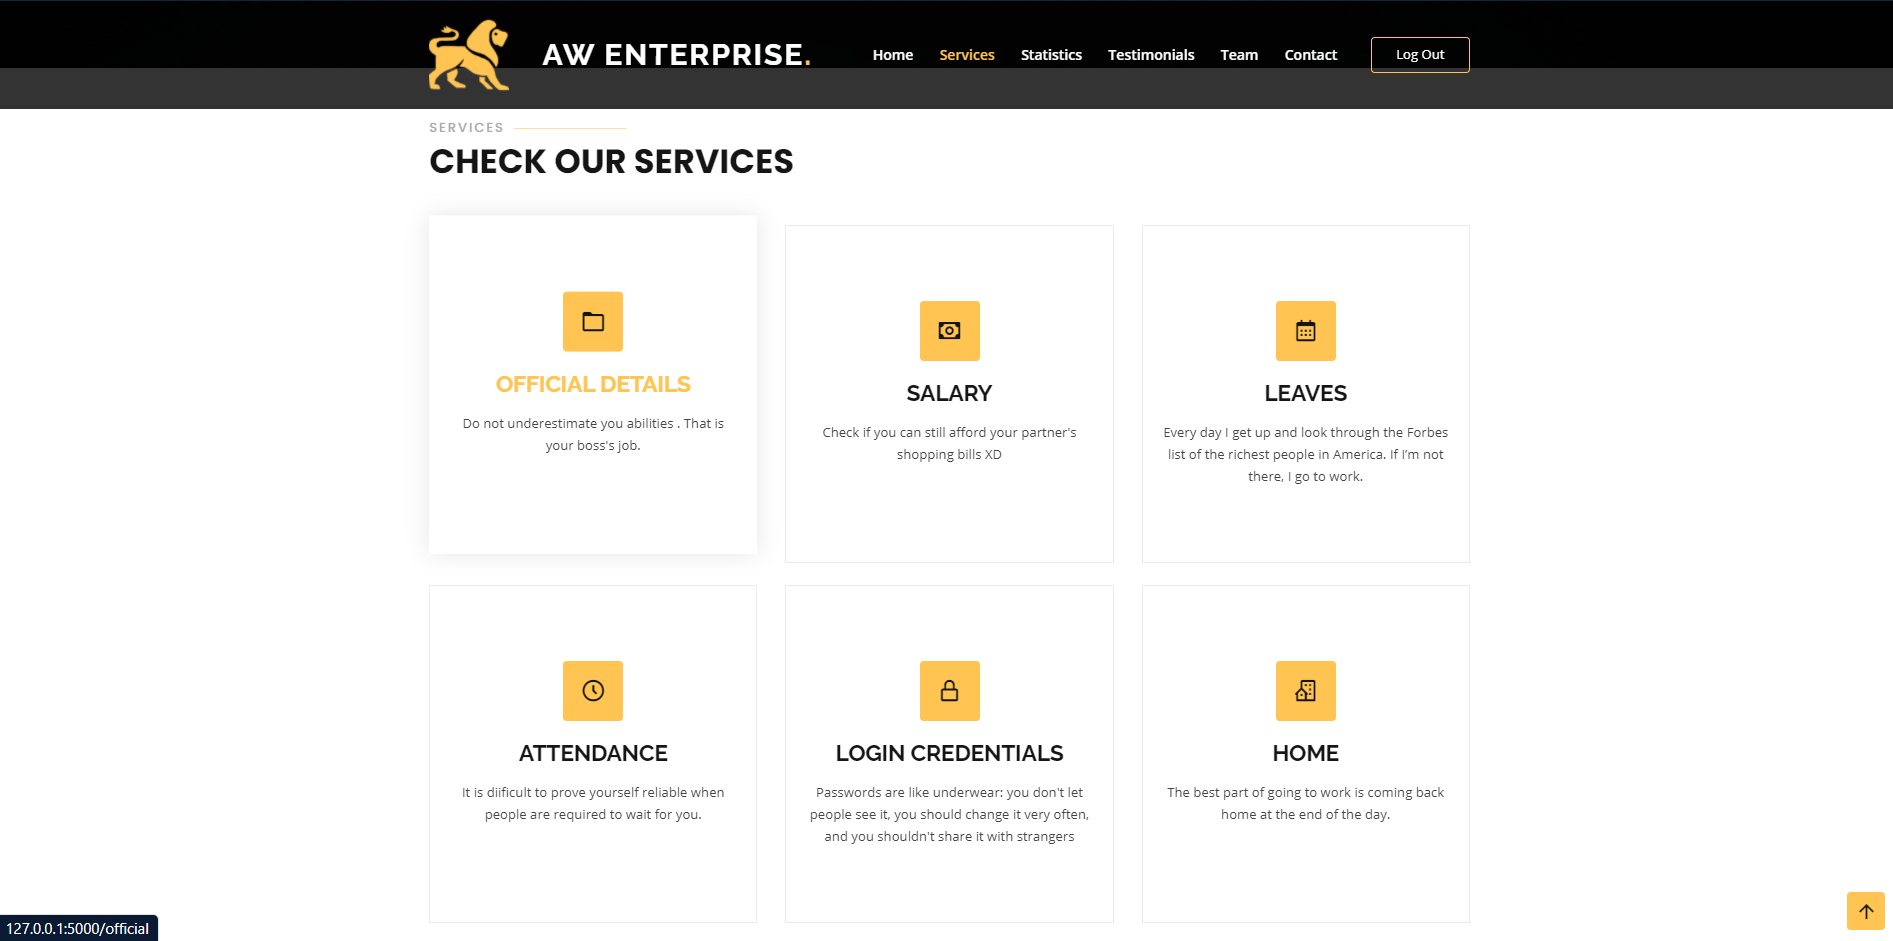 AW ENTERPRISE.
Home Services Statistics Testimonials Team Contact Log Out
SERVICES
CHECK OUR SERVICES
OFFICIAL DETAILS
Do not underestimate you abilities . That is
your boss's job.
SALARY
Check if you can still afford your partner's
shopping bills XD
LEAVES
Every day I get up and look through the Forbes
list of the richest people in America. If I’m not
there, I go to work.
ATTENDANCE
It is diificult to prove yourself reliable when
people are required to wait for you.
LOGIN CREDENTIALS
Passwords are like underwear: you don't let
people see it, you should change it very often,
and you shouldn't share it with strangers
HOME
The best part of going to work is coming back
home at the end of the day.
127.0.0.1:5000/official